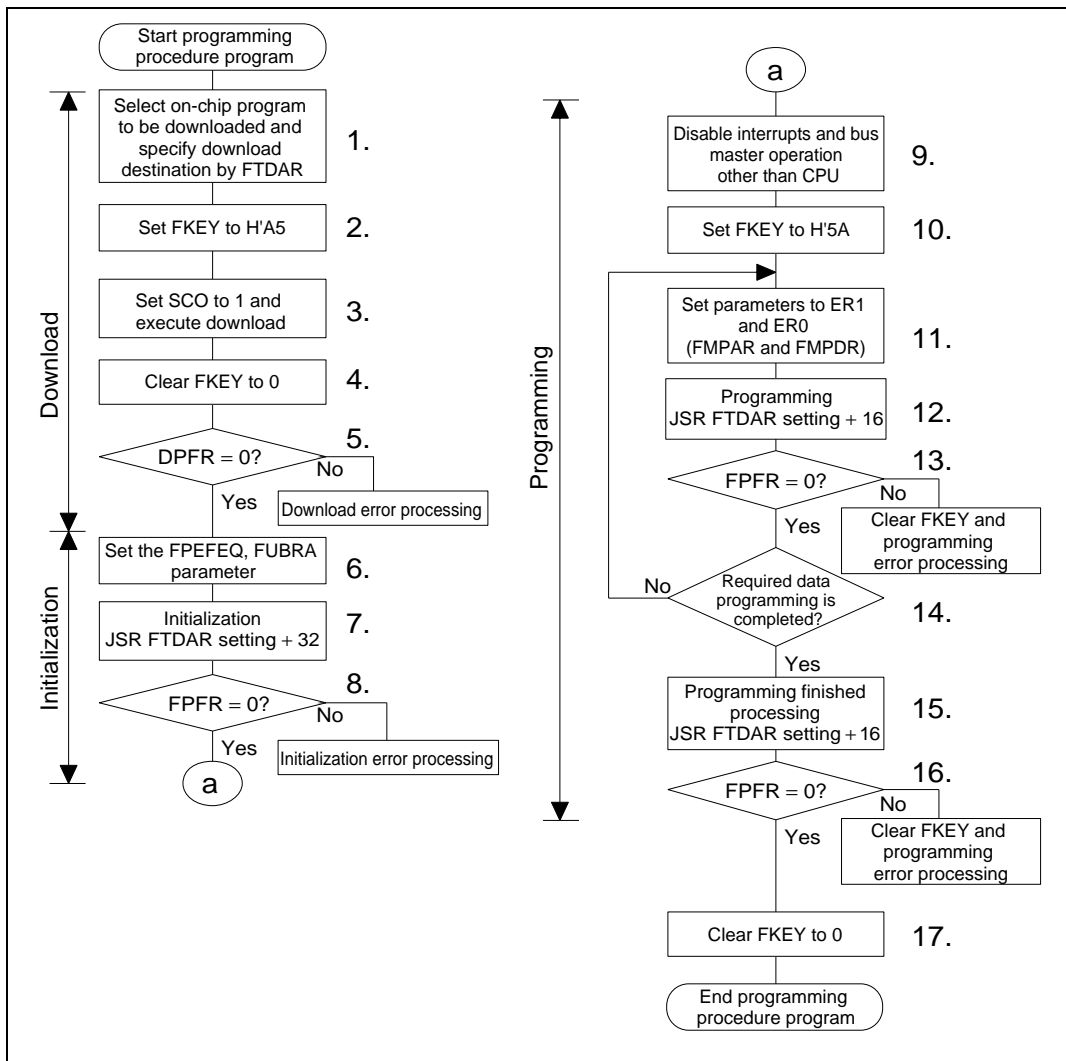 Start programming
procedure program
Download
Select on-chip program
to be downloaded and
specify download
destination by FTDAR
1.
Set FKEY to H'A5
2.
Set SCO to 1 and
execute download
3.
Clear FKEY to 0
4.
DPFR = 0?
5.
No
Yes
Download error processing
Initialization
Set the FPEFEQ, FUBRA
parameter
6.
Initialization
JSR FTDAR setting + 32
7.
FPFR = 0?
8.
No
Yes
Initialization error processing
a
a
Programming
Disable interrupts and bus
master operation
other than CPU
9.
Set FKEY to H'5A
10.
Set parameters to ER1
and ER0
(FMPAR and FMPDR)
11.
Programming
JSR FTDAR setting + 16
12.
FPFR = 0?
13.
No
Yes
Clear FKEY and
programming
error processing
Required data
programming is
completed?
14.
No
Yes
Programming finished
processing
JSR FTDAR setting + 16
15.
FPFR = 0?
16.
No
Yes
Clear FKEY and
programming
error processing
Clear FKEY to 0
17.
End programming
procedure program